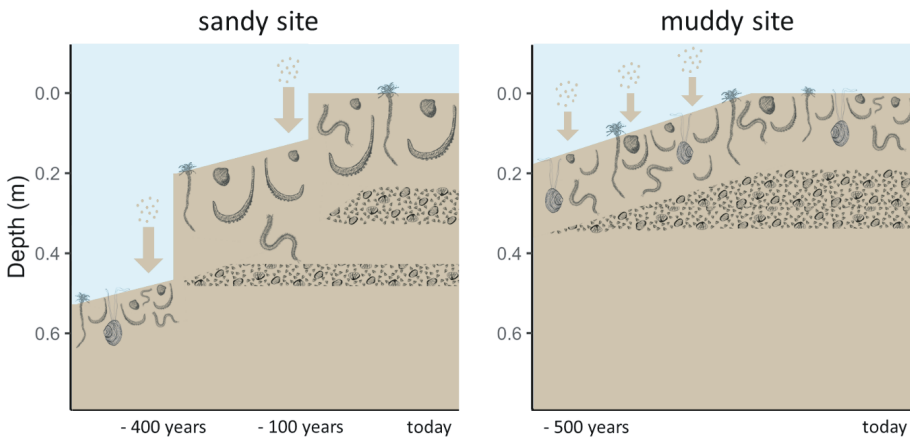 sandy site
muddy site
Depth (m)
0.0
0.2
0.4
0.6
- 400 years
- 100 years
today
0.0
0.2
0.4
0.6
- 500 years
today